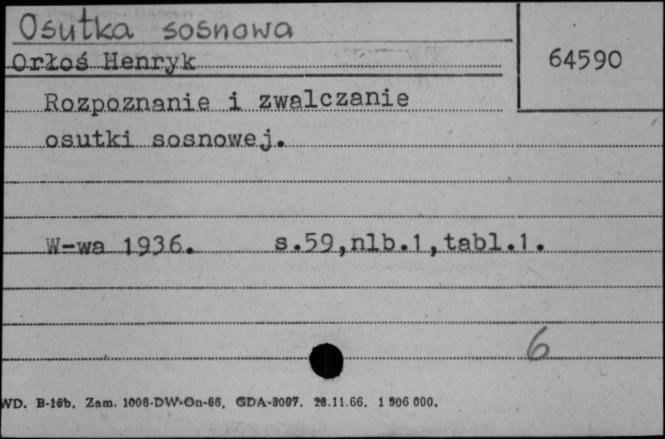 Osutka sosnowa
64590
Orłoś Henryk
Rozpoznanie i zwalczanie
osutki sosnowej.
W-wa 1936. s.59,nlb.1,tabl.1.
6
WD. B-16b. Zam. 1008-DW-On-66. GDA-3097. 28.11.66. 1 906 000.